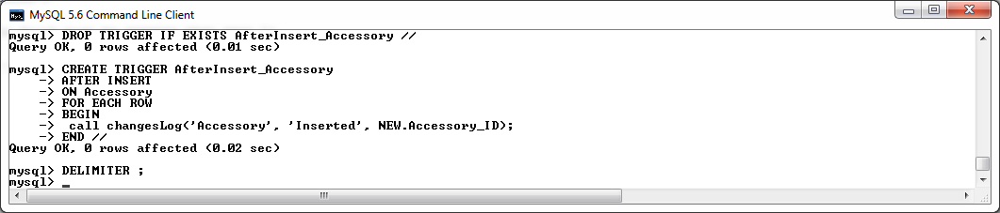 MySQL 5.6 Command Line Client
mysql> DROP TRIGGER IF EXISTS AfterInsert_Accessory //
Query OK, 0 rows affected (0.01 sec)
mysql> CREATE TRIGGER AfterInsert_Accessory
-> AFTER INSERT
-> ON Accessory
-> FOR EACH ROW
-> BEGIN
-> call changesLog('Accessory', 'Inserted', NEW.Accessory_ID);
-> END //
Query OK, 0 rows affected (0.02 sec)
mysql> DELIMITER ;
mysql> _